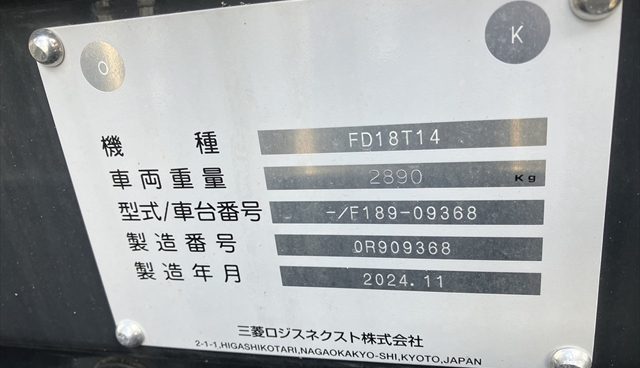 O K
機種 FD18T14
車両重量 2890 Kg
型式/車台番号 -/F189-09368
製造番号 0R909368
製造年月 2024.11
三菱ロジスネクスト株式会社
2-1-1,HIGASHIKOTARI,NAGAOKAKYO-SHI,KYOTO,JAPAN